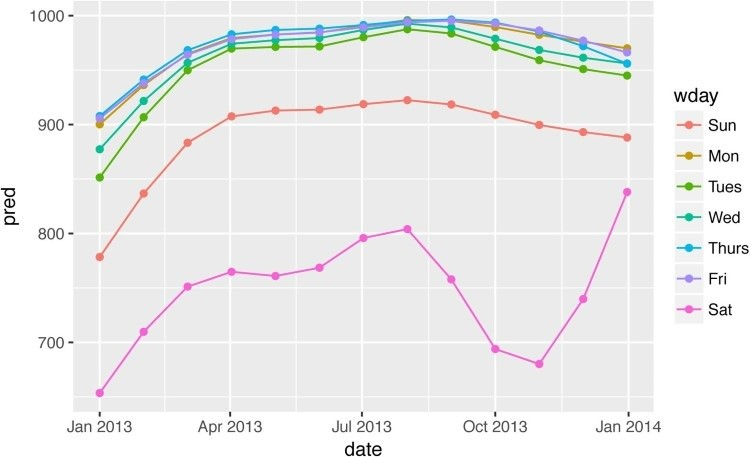 1000
900
800
700
pred
Jan 2013
Apr 2013
Jul 2013
Oct 2013
Jan 2014
date
wday
Sun
Mon
Tues
Wed
Thurs
Fri
Sat